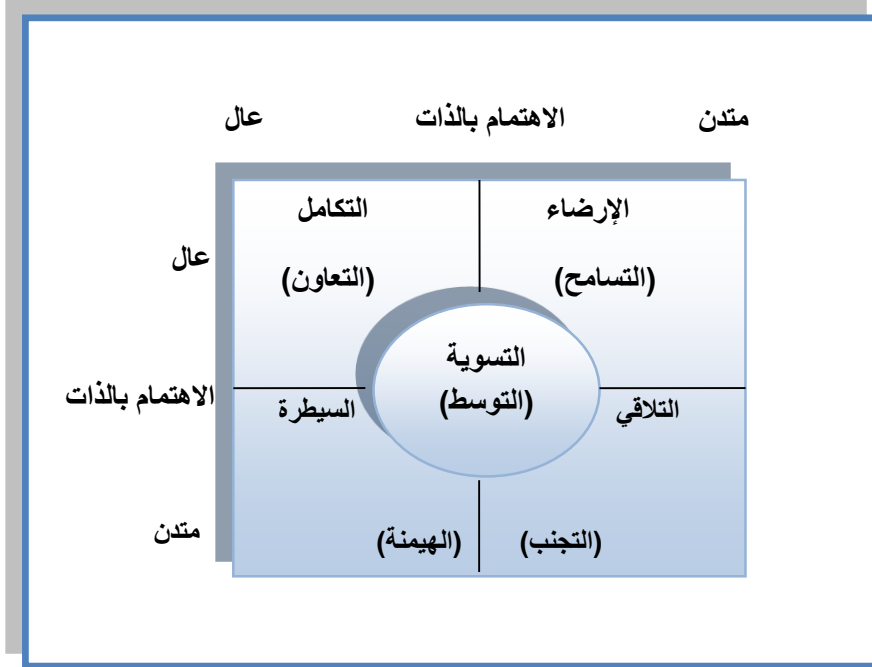 متدن الاهتمام بالذات عال
الإرضاء التكامل
عال
(التسامح) (التعاون)
التسوية
الاهتمام بالذات
(التوسط)
التلاقي السيطرة
متدن
(التجنب) (الهيمنة)